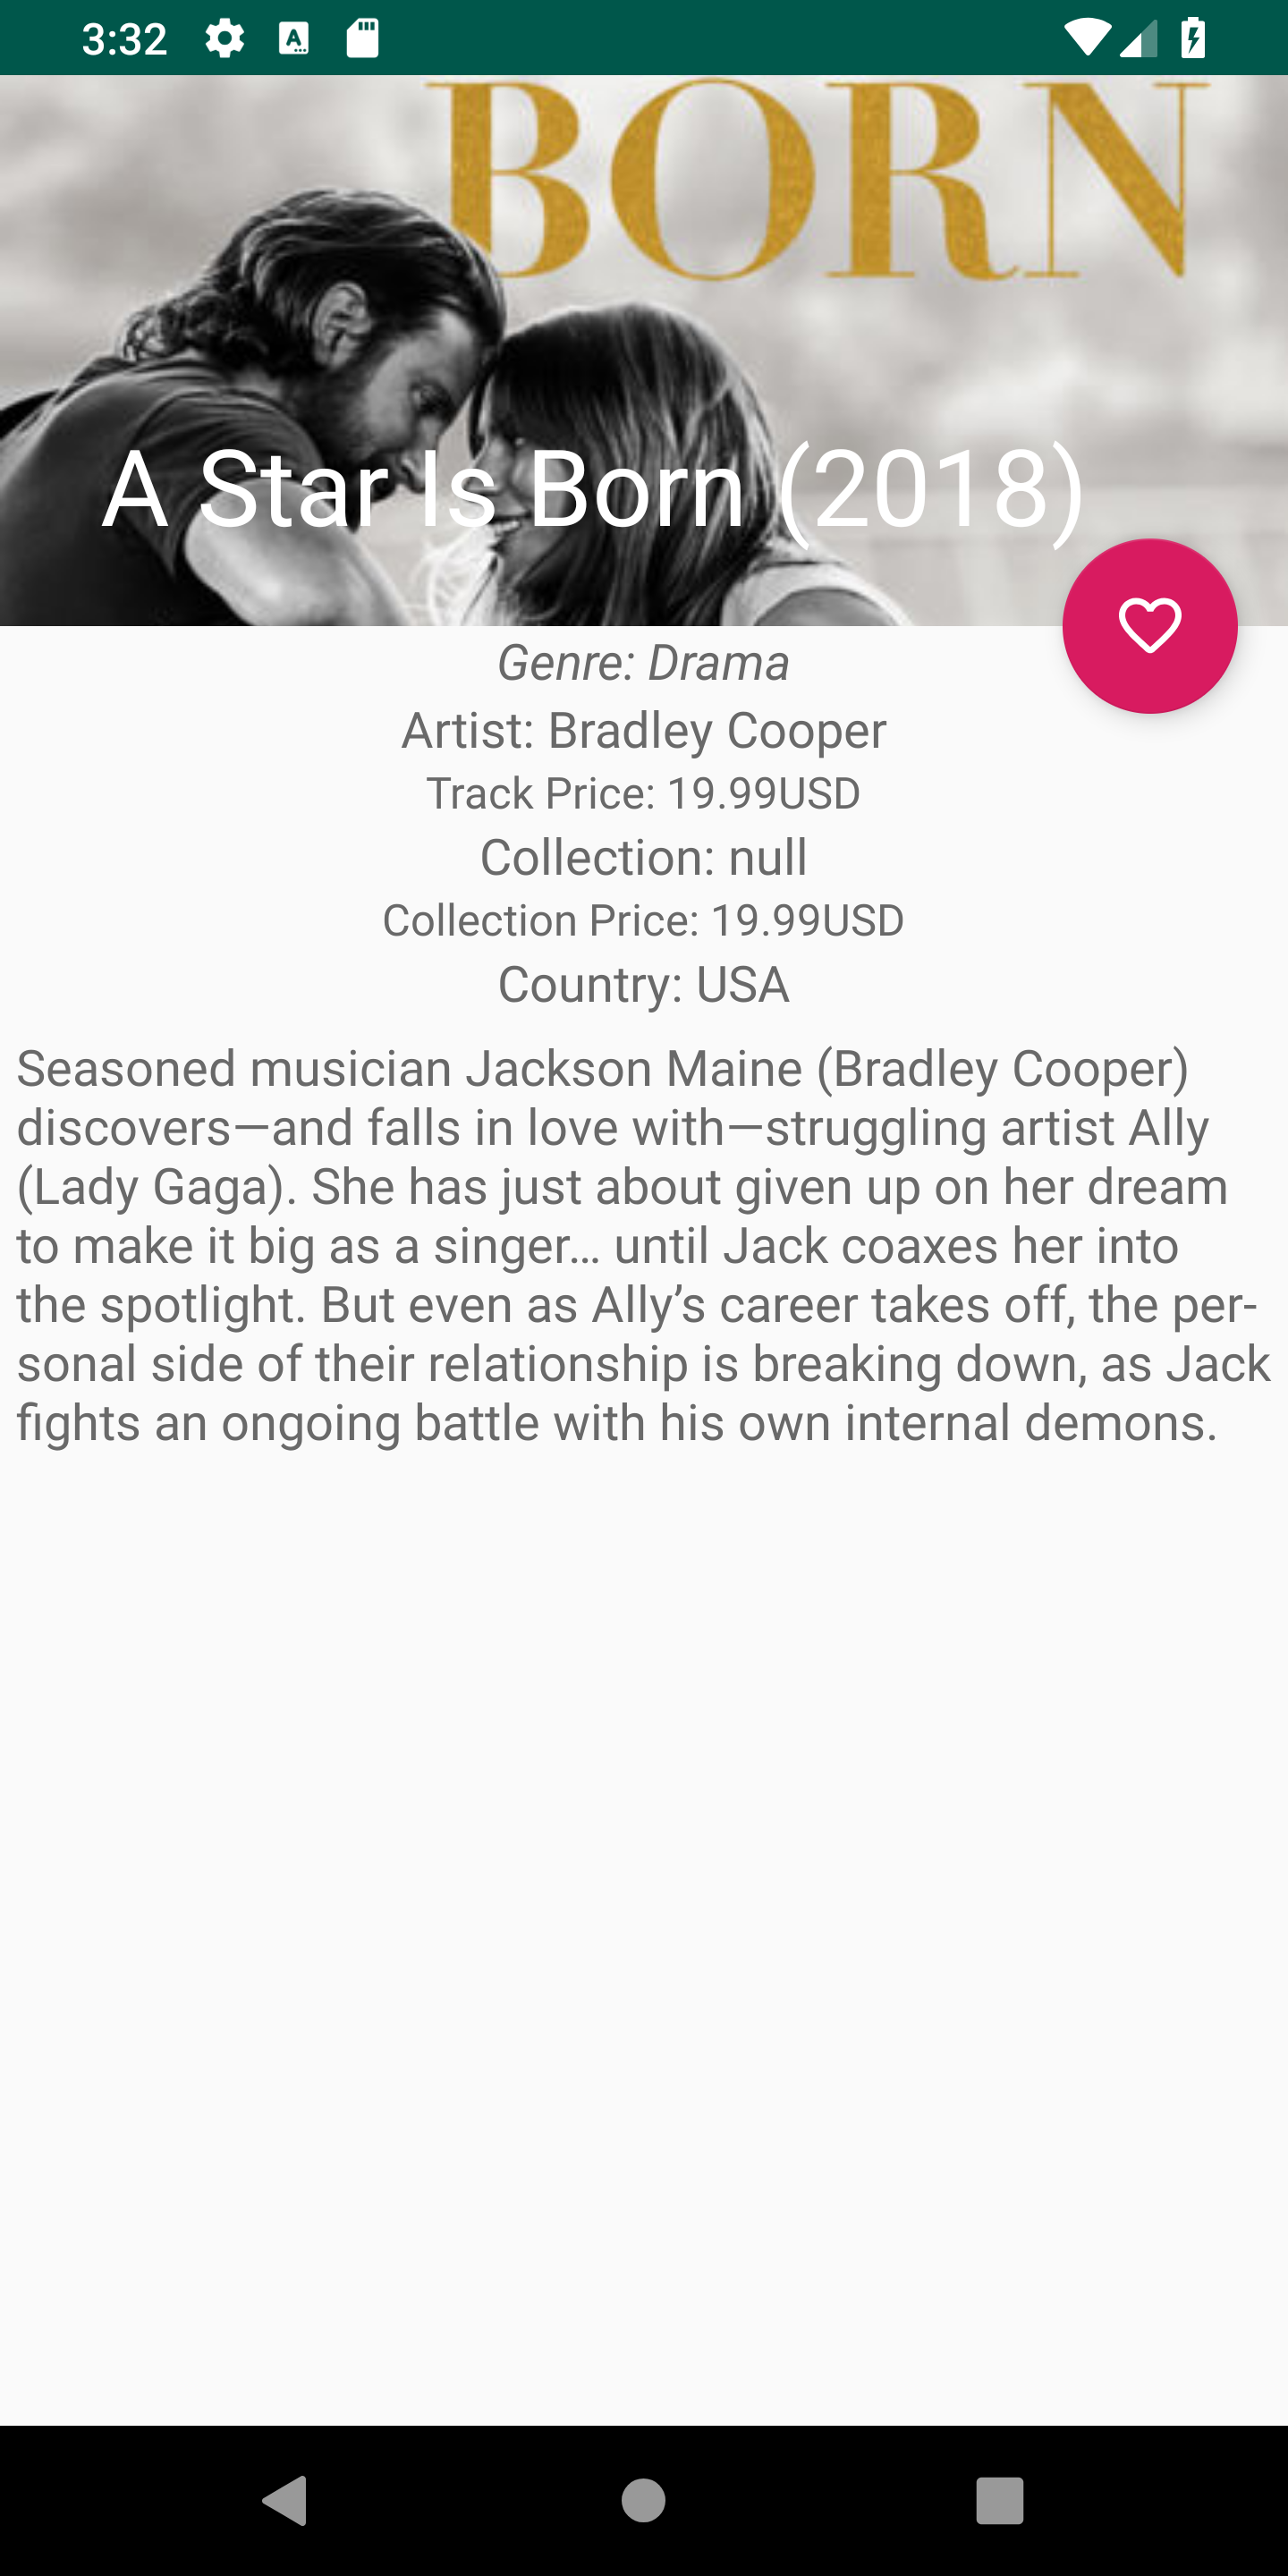 3:32
BORN
A Star Is Born (2018)
Genre: Drama
Artist: Bradley Cooper
Track Price: 19.99USD
Collection: null
Collection Price: 19.99USD
Country: USA
Seasoned musician Jackson Maine (Bradley Cooper)
discovers—and falls in love with—struggling artist Ally
(Lady Gaga). She has just about given up on her dream
to make it big as a singer… until Jack coaxes her into
the spotlight. But even as Ally’s career takes off, the per-
sonal side of their relationship is breaking down, as Jack
fights an ongoing battle with his own internal demons.